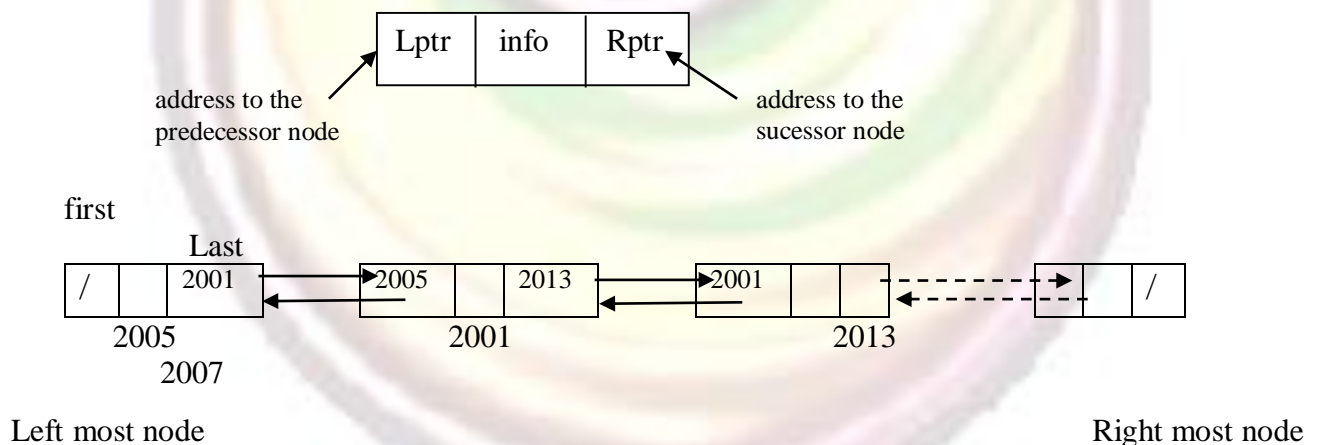 Lptr info Rptr
address to the predecessor node
address to the sucessor node
first
Last
/ 2001 2005 2013 2001 /
2005 2001 2013
2007
Left most node Right most node